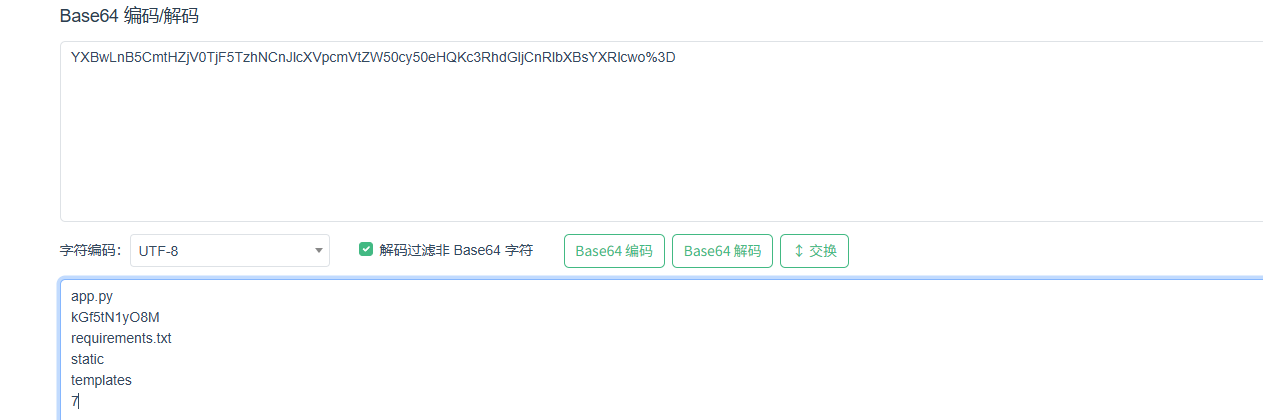 Base64 编码/解码
YXBwLnB5CmtHZjV0TjF5TzhNCnJlcXVpcmVtZW50cy50eHQKc3RhdGljCnRlbXBsYXRlcwo%3D
字符编码: UTF-8 解码过滤非 Base64 字符 Base64 编码 Base64 解码 ↕ 交换
app.py
kGf5tN1yO8M
requirements.txt
static
templates
7